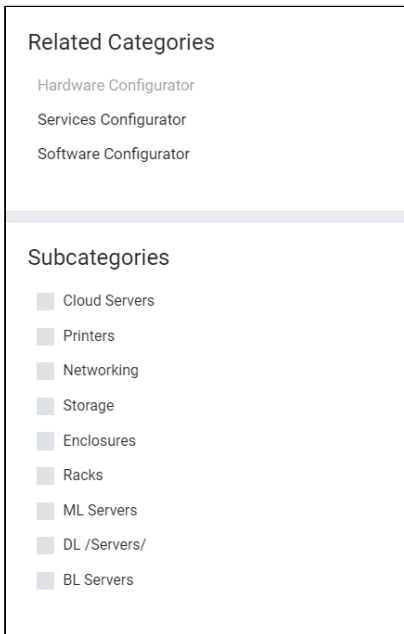 Related Categories
Hardware Configurator
Services Configurator
Software Configurator
Subcategories
Cloud Servers
Printers
Networking
Storage
Enclosures
Racks
ML Servers
DL /Servers/
BL Servers